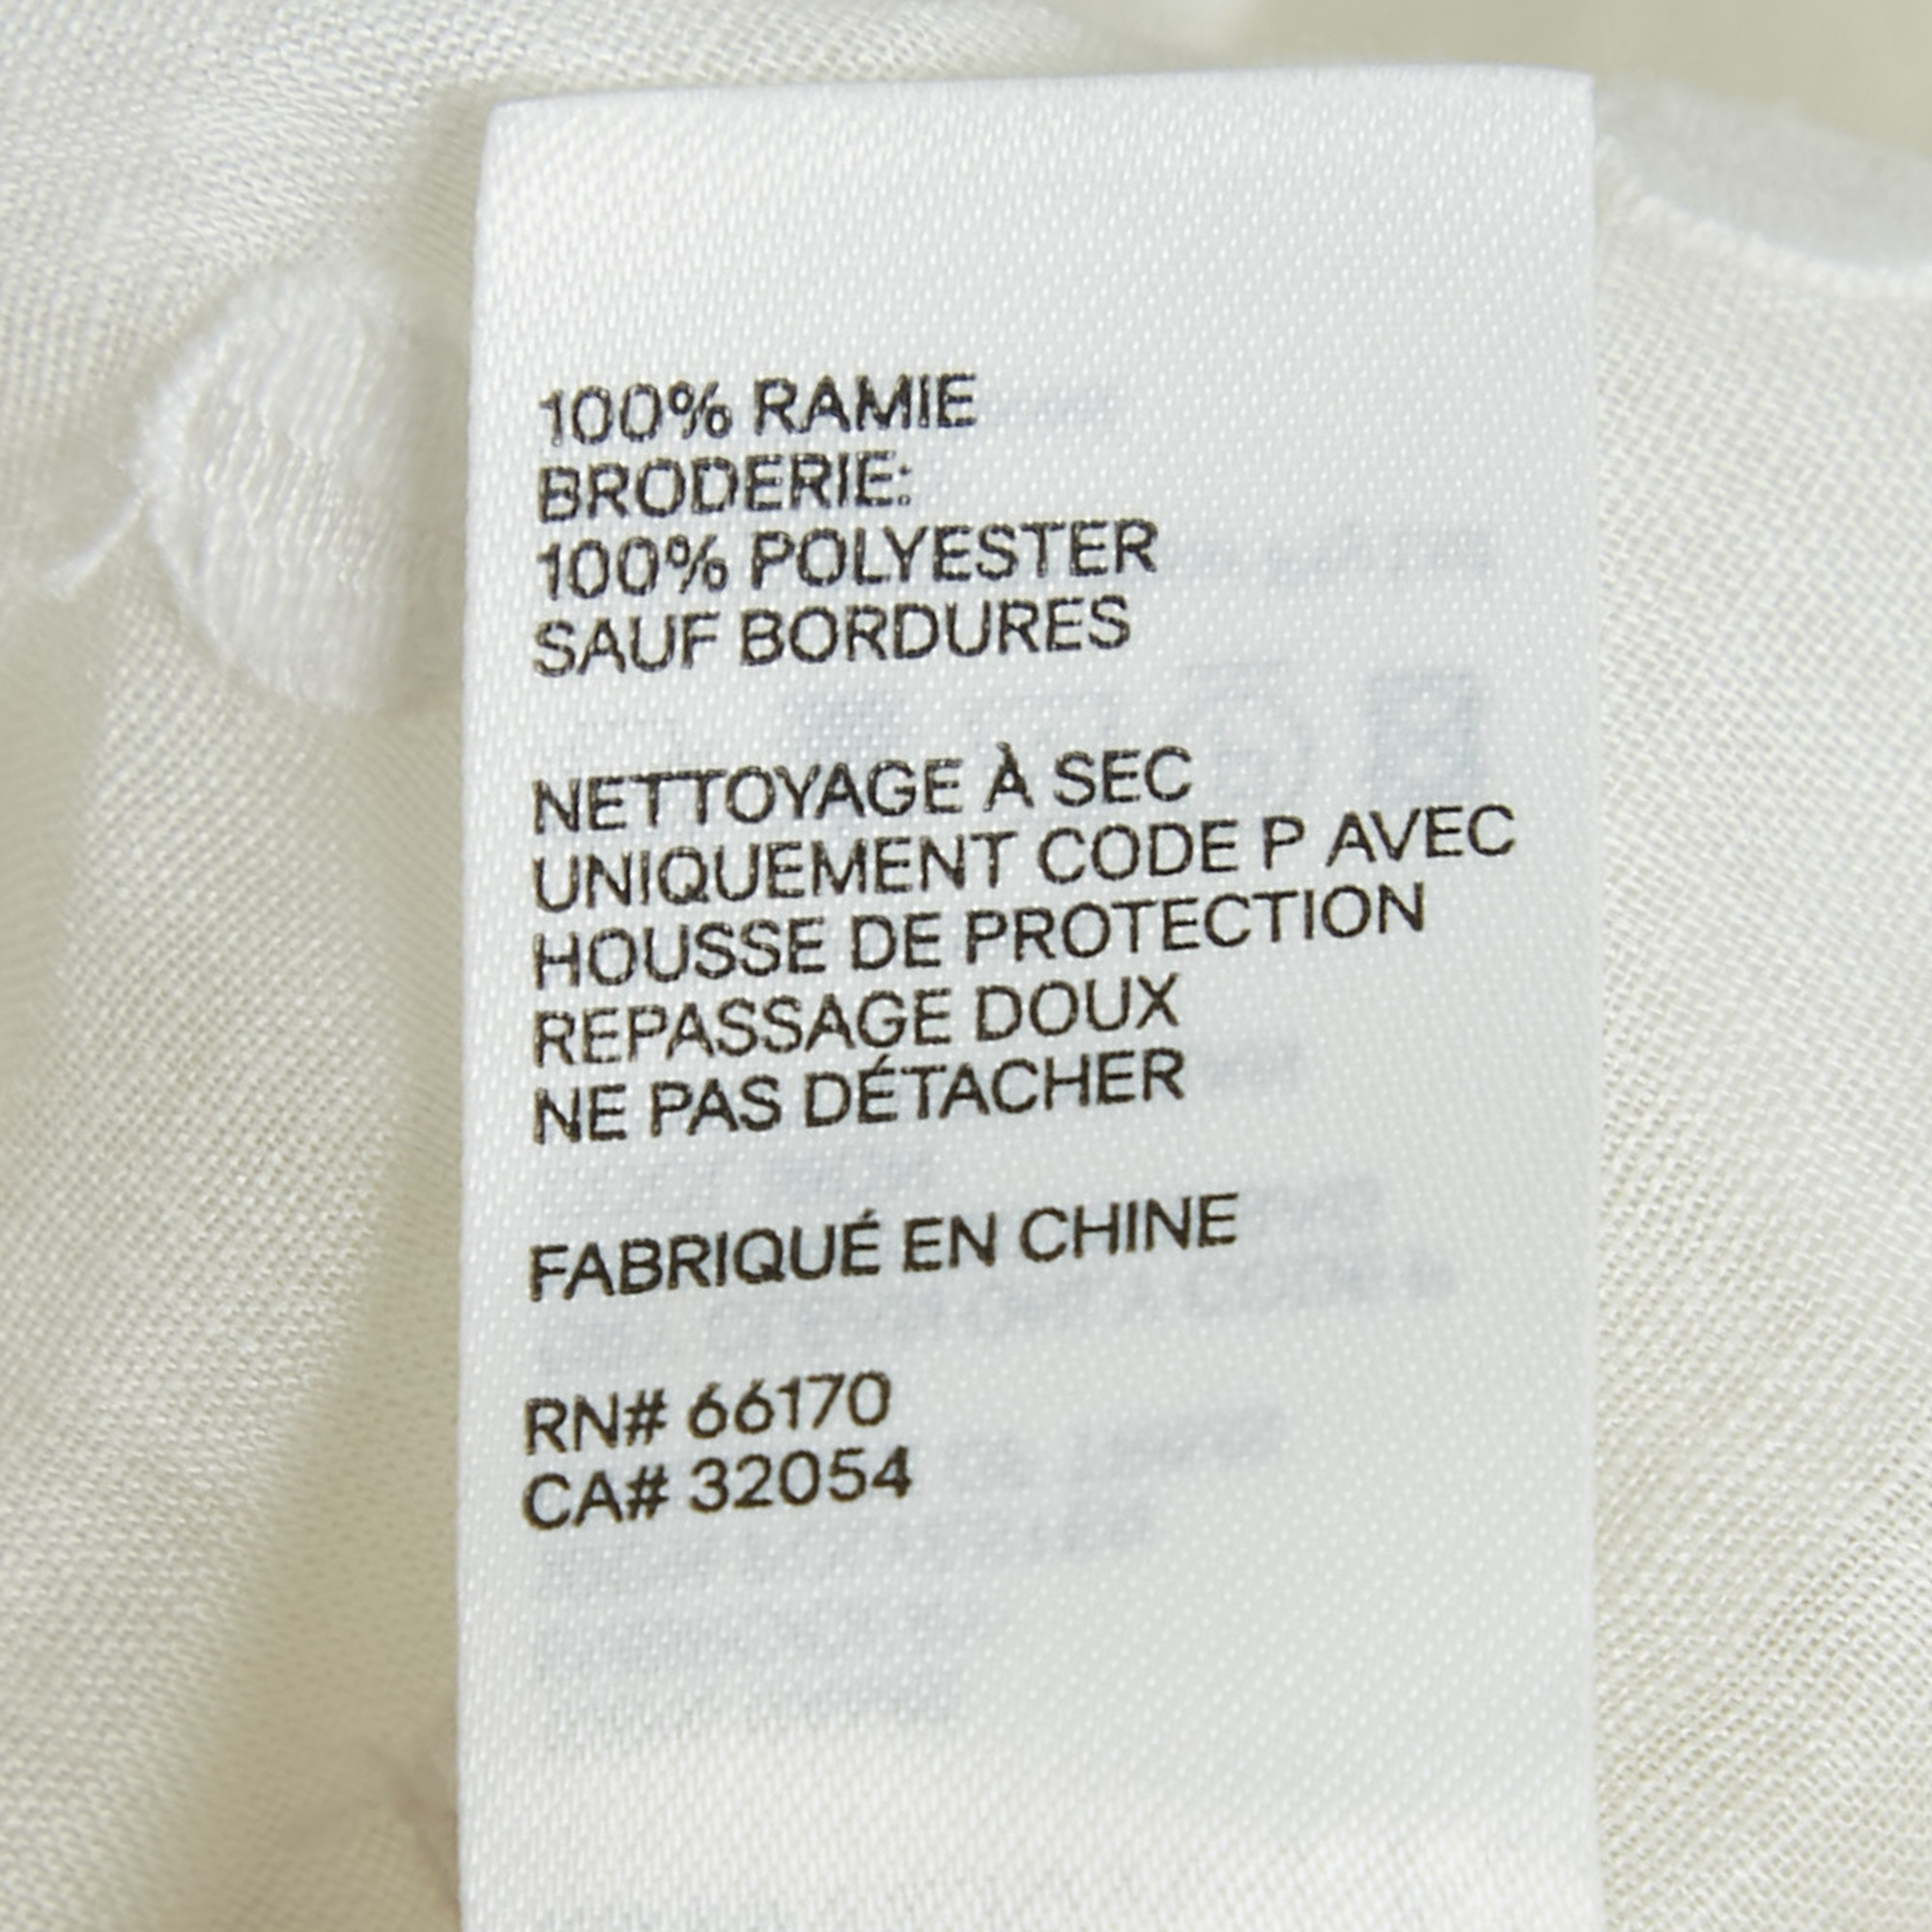 100% RAMIE
BRODERIE:
100% POLYESTER
SAUF BORDURES
NETTOYAGE À SEC
UNIQUEMENT CODE P AVEC
HOUSSE DE PROTECTION
REPASSAGE DOUX
NE PAS DÉTACHER
FABRIQUÉ EN CHINE
RN# 66170
CA# 32054